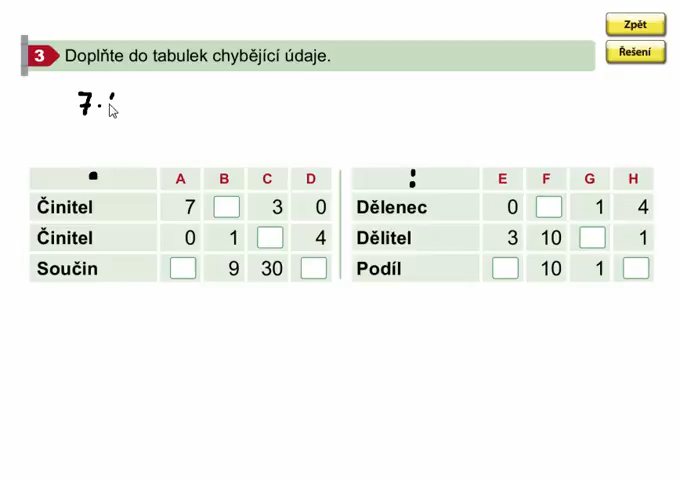 Zpět
3 Doplňte do tabulek chybějící údaje.
Řešení
7 ·
· A B C D
Činitel 7 3 0
Činitel 0 1 4
Součin 9 30
: E F G H
Dělenec 0 1 4
Dělitel 3 10 1
Podíl 10 1